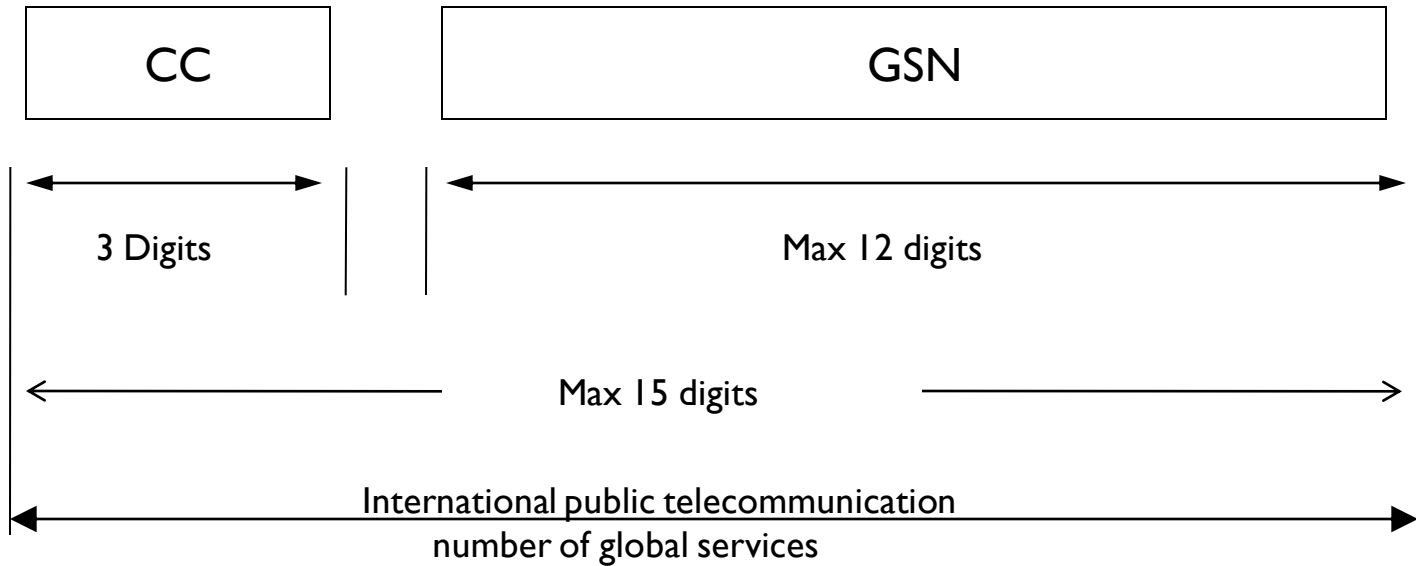 CC
GSN
3 Digits
Max 12 digits
Max 15 digits
International public telecommunication
number of global services